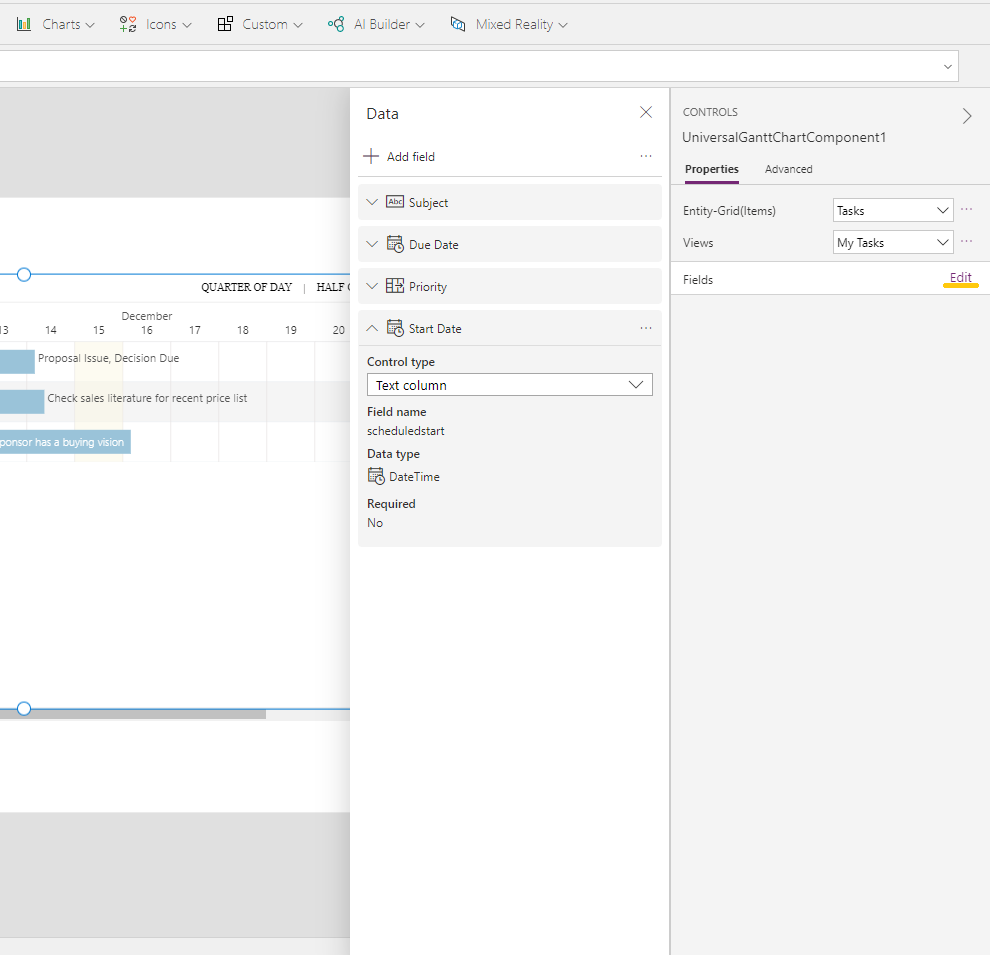 Charts Icons Custom AI Builder Mixed Reality
QUARTER OF DAY | HALF
December
13 14 15 16 17 18 19 20
Proposal Issue, Decision Due
Check sales literature for recent price list
ponsor has a buying vision
Data
Add field
Abc Subject
Due Date
Priority
Start Date
Control type
Text column
Field name
scheduledstart
Data type
DateTime
Required
No
CONTROLS
UniversalGanttChartComponent1
Properties Advanced
Entity-Grid(Items) Tasks
Views My Tasks
Fields Edit